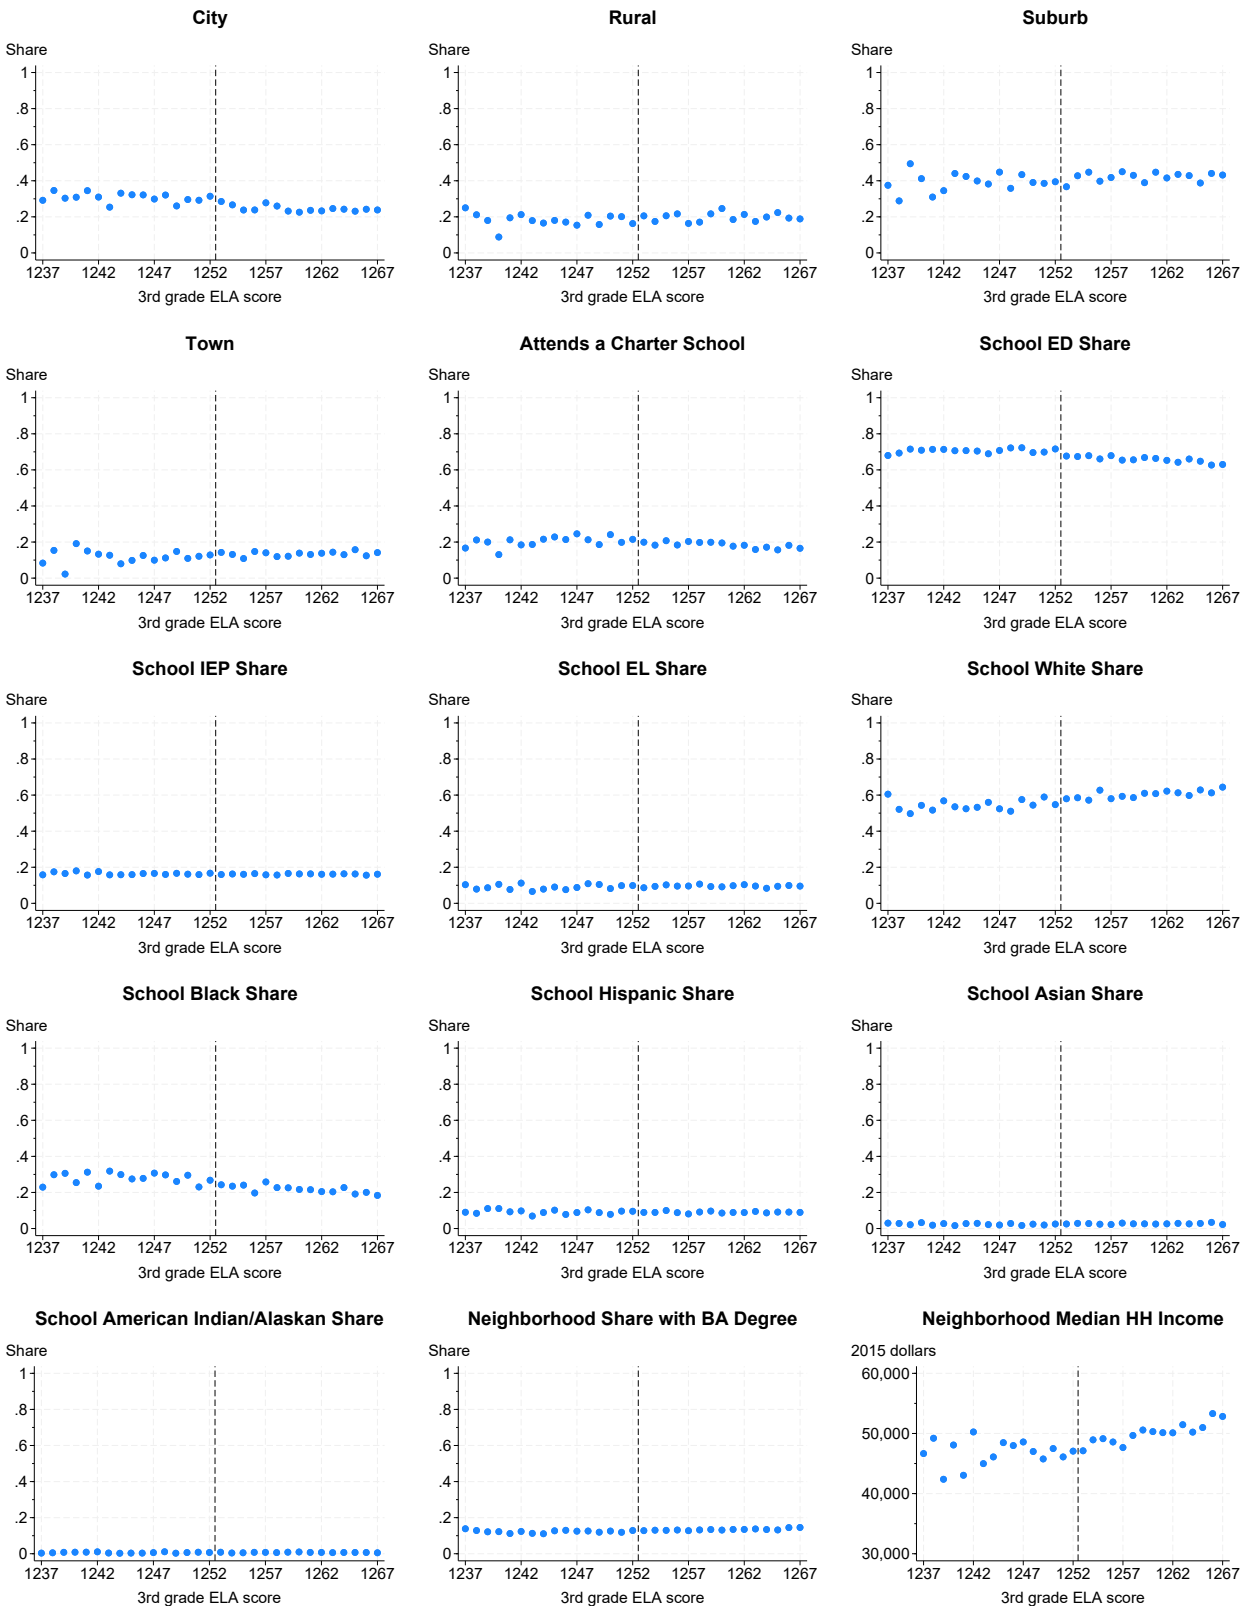 City
Share
1
.8
.6
.4
.2
0
1237 1242 1247 1252 1257 1262 1267
3rd grade ELA score
Rural
Share
1
.8
.6
.4
.2
0
1237 1242 1247 1252 1257 1262 1267
3rd grade ELA score
Suburb
Share
1
.8
.6
.4
.2
0
1237 1242 1247 1252 1257 1262 1267
3rd grade ELA score
Town
Share
1
.8
.6
.4
.2
0
1237 1242 1247 1252 1257 1262 1267
3rd grade ELA score
Attends a Charter School
Share
1
.8
.6
.4
.2
0
1237 1242 1247 1252 1257 1262 1267
3rd grade ELA score
School ED Share
Share
1
.8
.6
.4
.2
0
1237 1242 1247 1252 1257 1262 1267
3rd grade ELA score
School IEP Share
Share
1
.8
.6
.4
.2
0
1237 1242 1247 1252 1257 1262 1267
3rd grade ELA score
School EL Share
Share
1
.8
.6
.4
.2
0
1237 1242 1247 1252 1257 1262 1267
3rd grade ELA score
School White Share
Share
1
.8
.6
.4
.2
0
1237 1242 1247 1252 1257 1262 1267
3rd grade ELA score
School Black Share
Share
1
.8
.6
.4
.2
0
1237 1242 1247 1252 1257 1262 1267
3rd grade ELA score
School Hispanic Share
Share
1
.8
.6
.4
.2
0
1237 1242 1247 1252 1257 1262 1267
3rd grade ELA score
School Asian Share
Share
1
.8
.6
.4
.2
0
1237 1242 1247 1252 1257 1262 1267
3rd grade ELA score
School American Indian/Alaskan Share
Share
1
.8
.6
.4
.2
0
1237 1242 1247 1252 1257 1262 1267
3rd grade ELA score
Neighborhood Share with BA Degree
Share
1
.8
.6
.4
.2
0
1237 1242 1247 1252 1257 1262 1267
3rd grade ELA score
Neighborhood Median HH Income
2015 dollars
60,000
50,000
40,000
30,000
1237 1242 1247 1252 1257 1262 1267
3rd grade ELA score